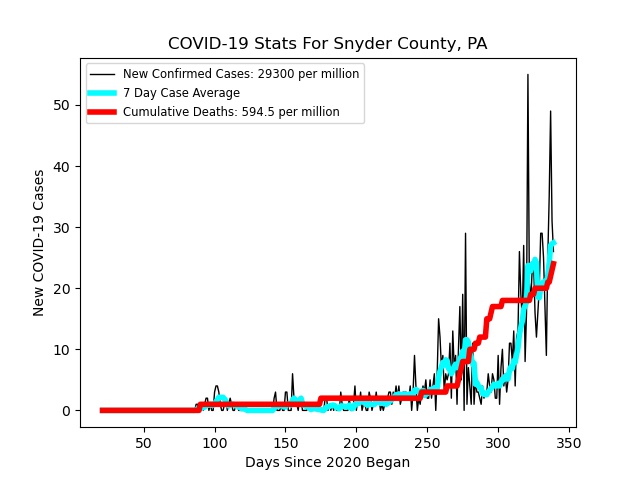 COVID-19 Stats For Snyder County, PA
New Confirmed Cases: 29300 per million
7 Day Case Average
Cumulative Deaths: 594.5 per million
New COVID-19 Cases
50
40
30
20
10
0
50 100 150 200 250 300 350
Days Since 2020 Began